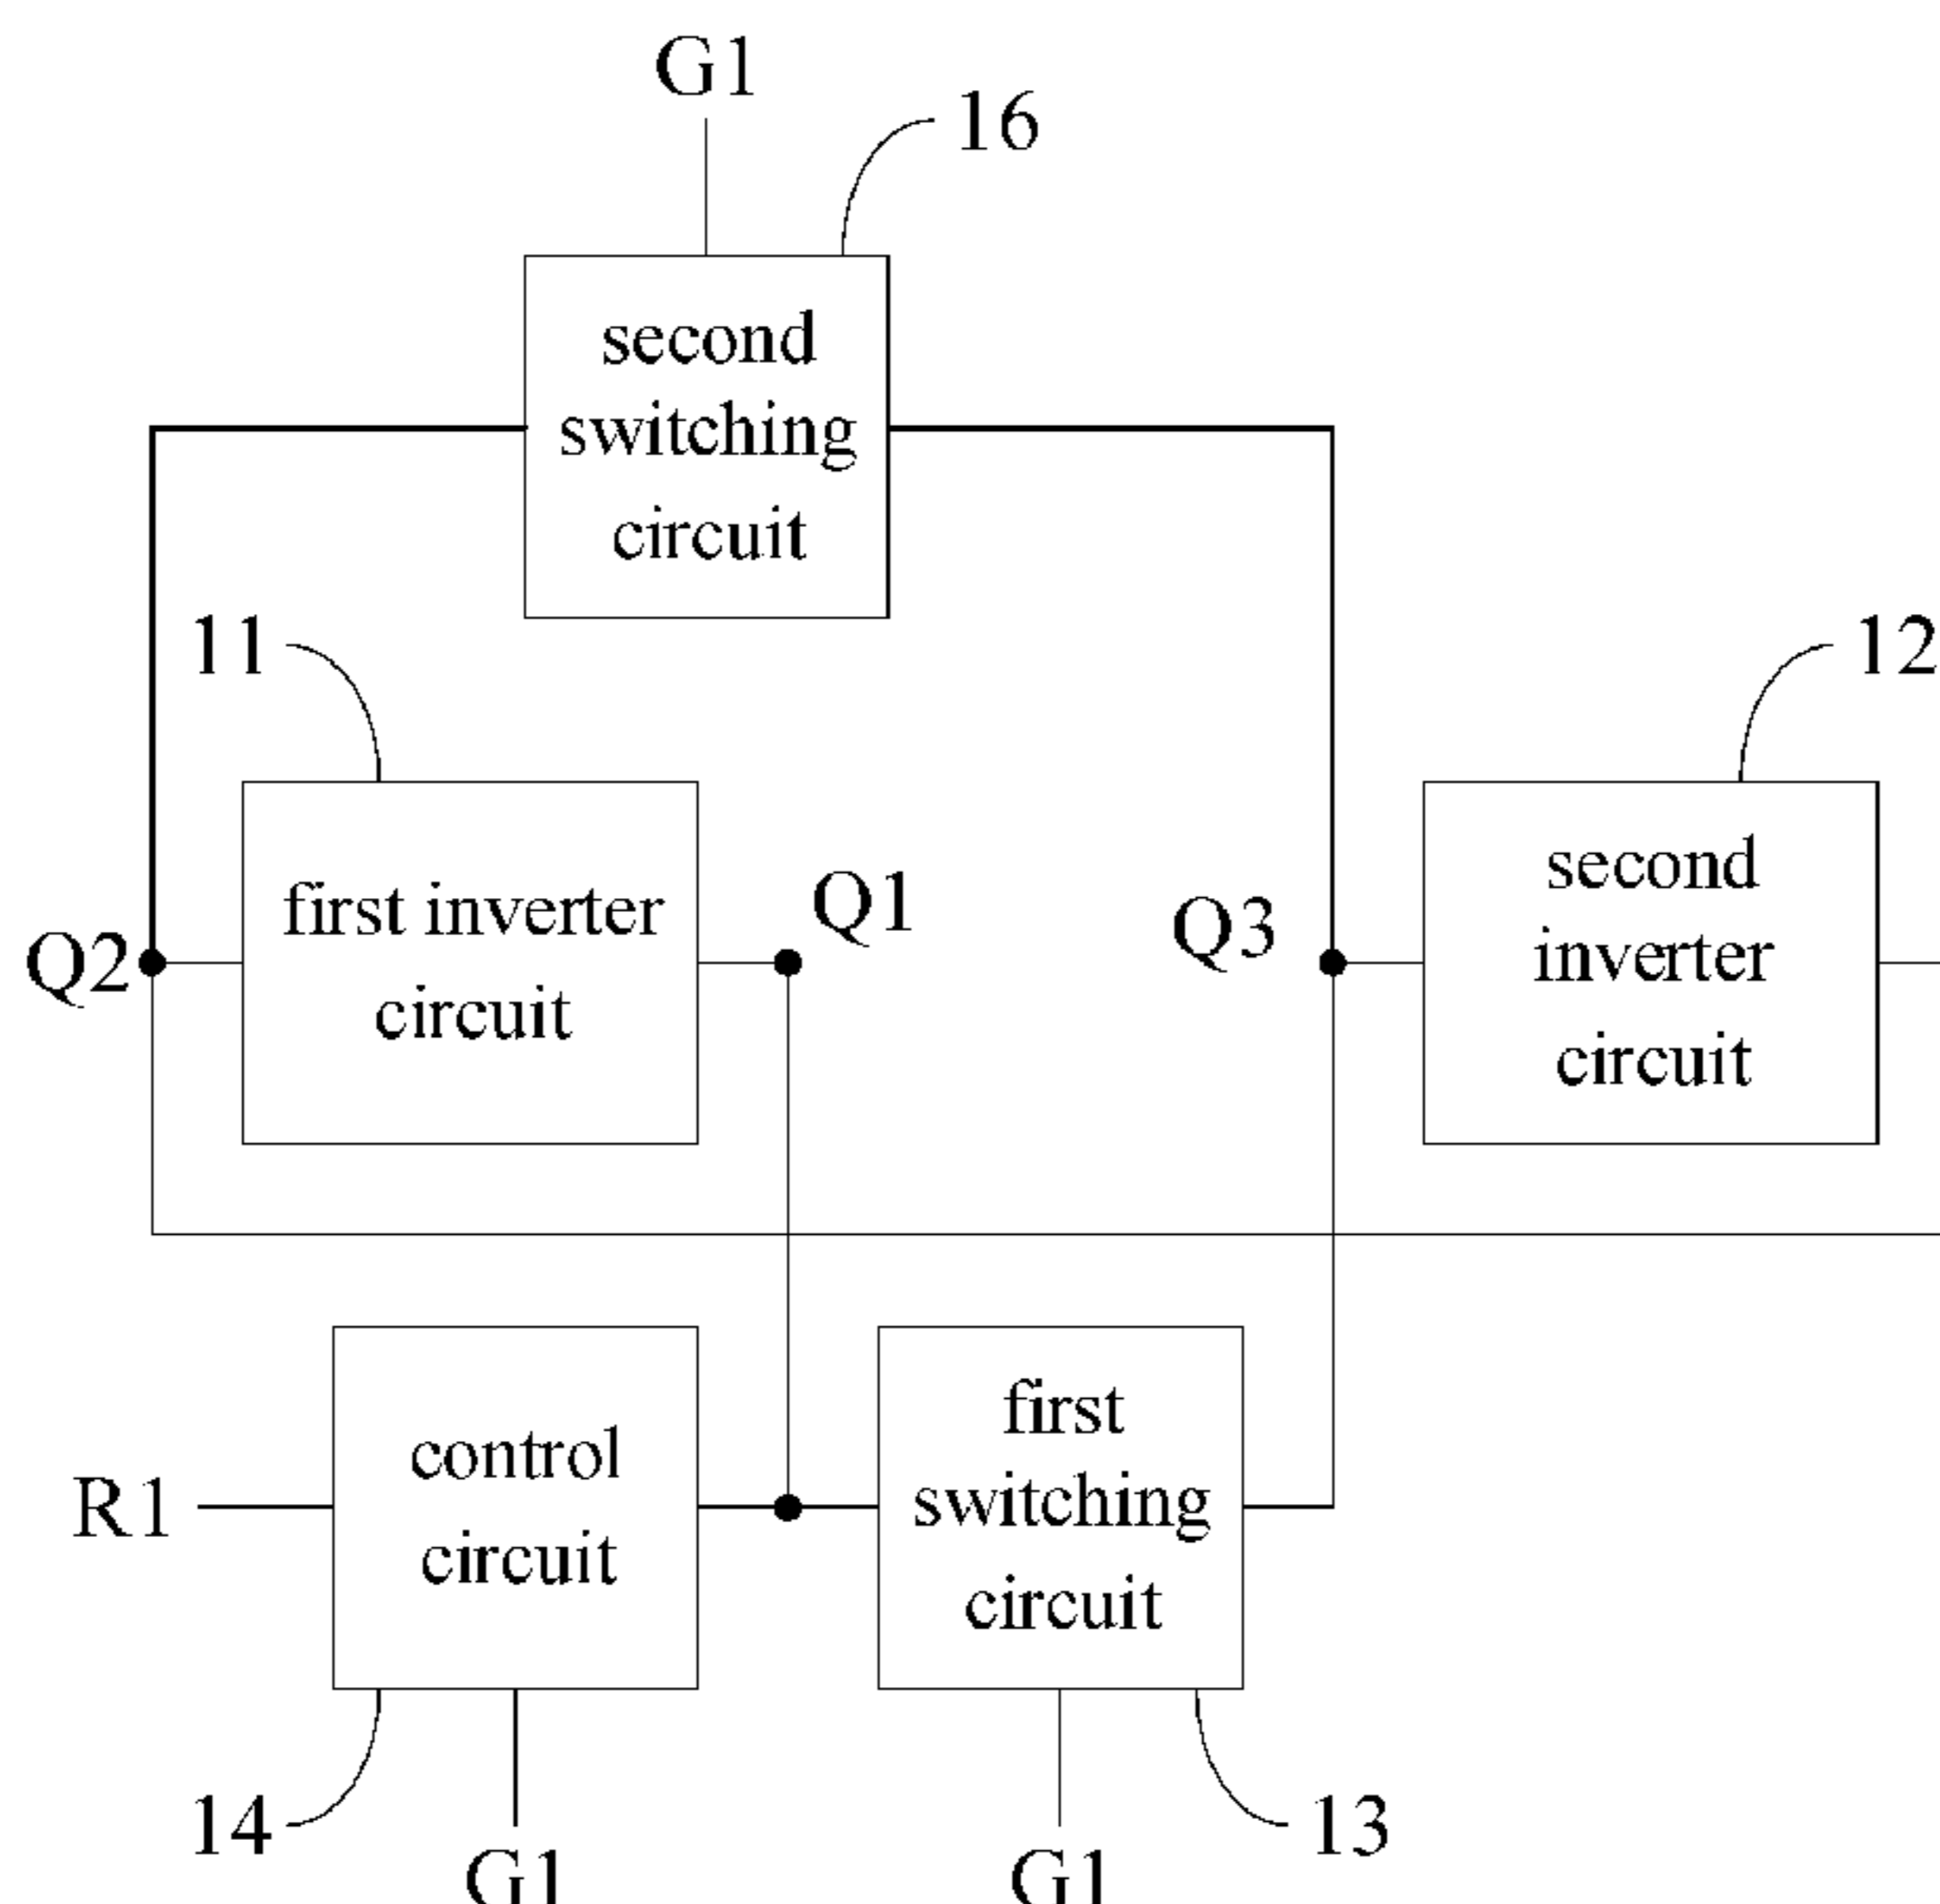 G1
16
second
switching
circuit
11
12
first inverter
circuit
Q1
Q2
Q3
second
inverter
circuit
R1
control
circuit
first
switching
circuit
14
13
G1
G1